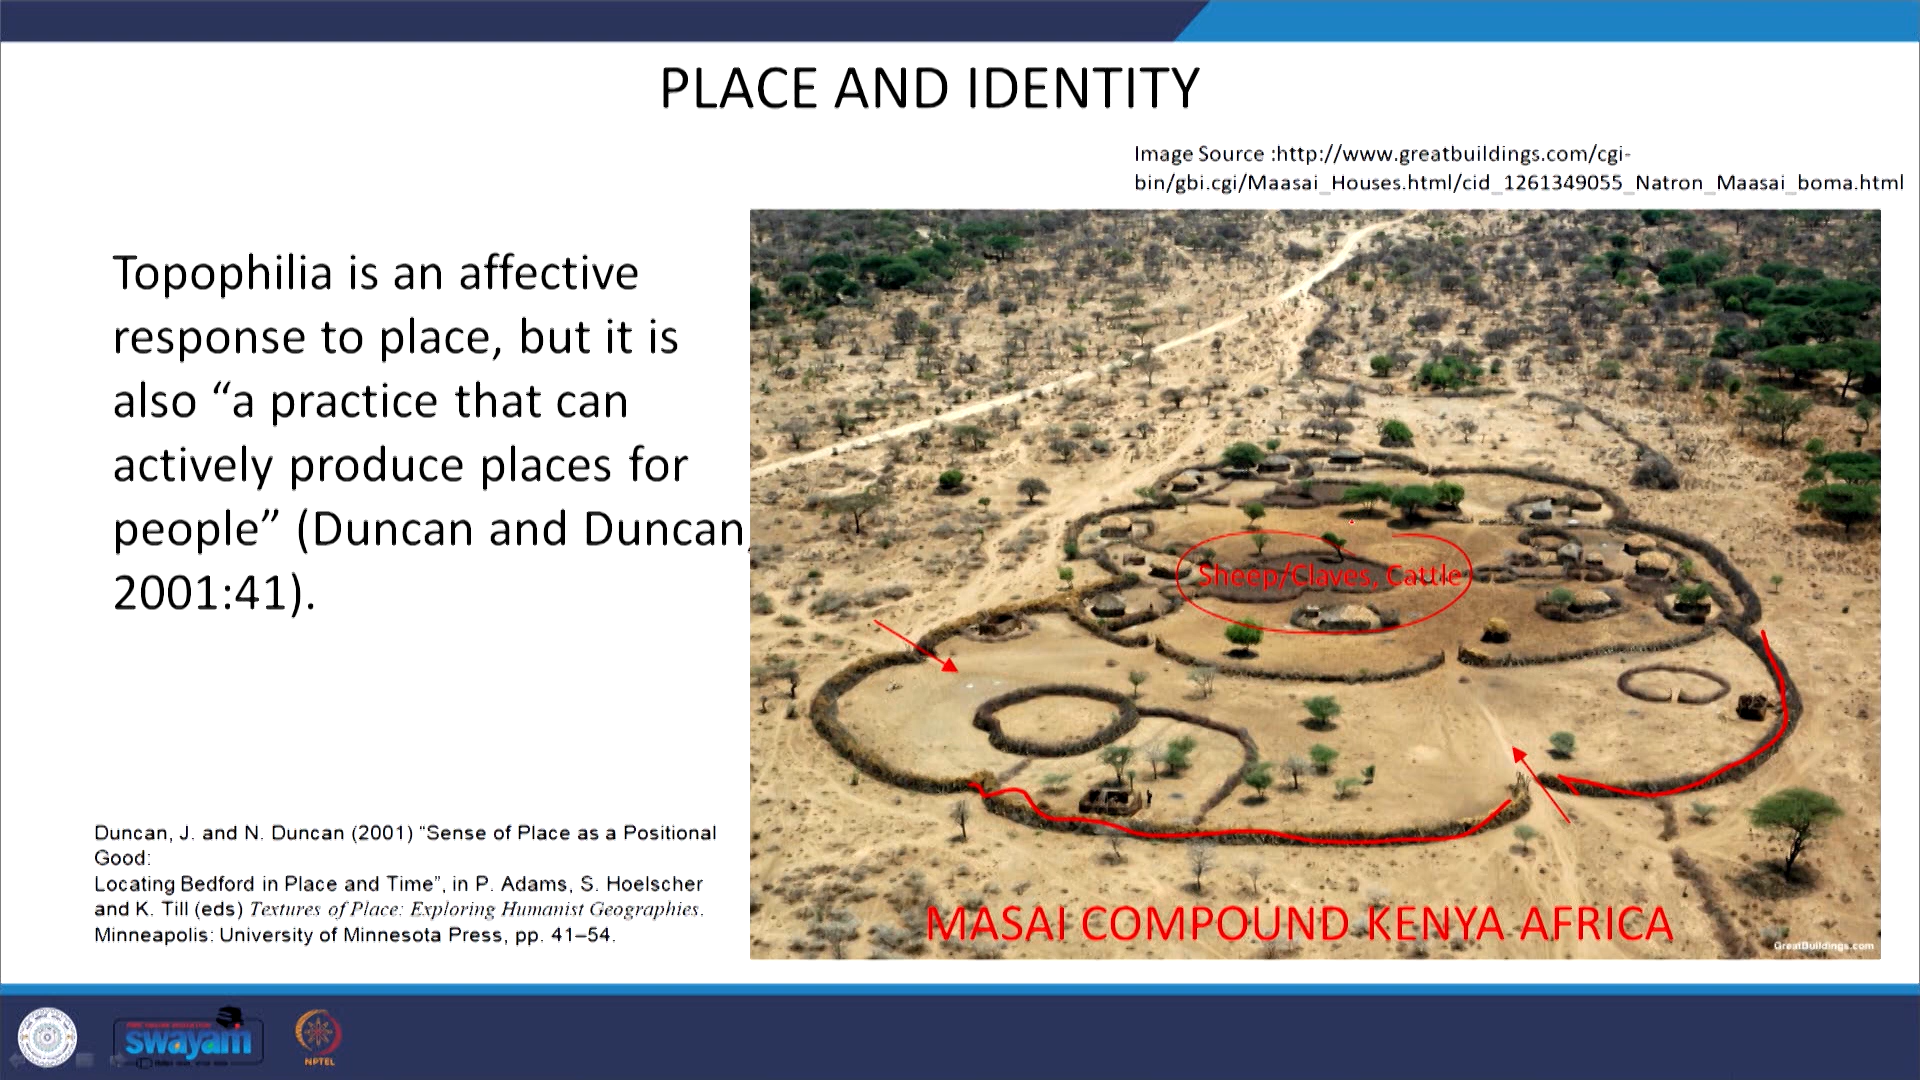 PLACE AND IDENTITY
Image Source :http://www.greatbuildings.com/cgi-
bin/gbi.cgi/Maasai_Houses.html/cid_1261349055_Natron_Maasai_boma.html
Topophilia is an affective
response to place, but it is
also “a practice that can
actively produce places for
people” (Duncan and Duncan,
2001:41).
Sheep/Claves, Cattle
Duncan, J. and N. Duncan (2001) “Sense of Place as a Positional
Good:
Locating Bedford in Place and Time”, in P. Adams, S. Hoelscher
and K. Till (eds) Textures of Place: Exploring Humanist Geographies.
Minneapolis: University of Minnesota Press, pp. 41–54.
MASAI COMPOUND KENYA AFRICA
GreatBuildings.com
swayam
NPTEL